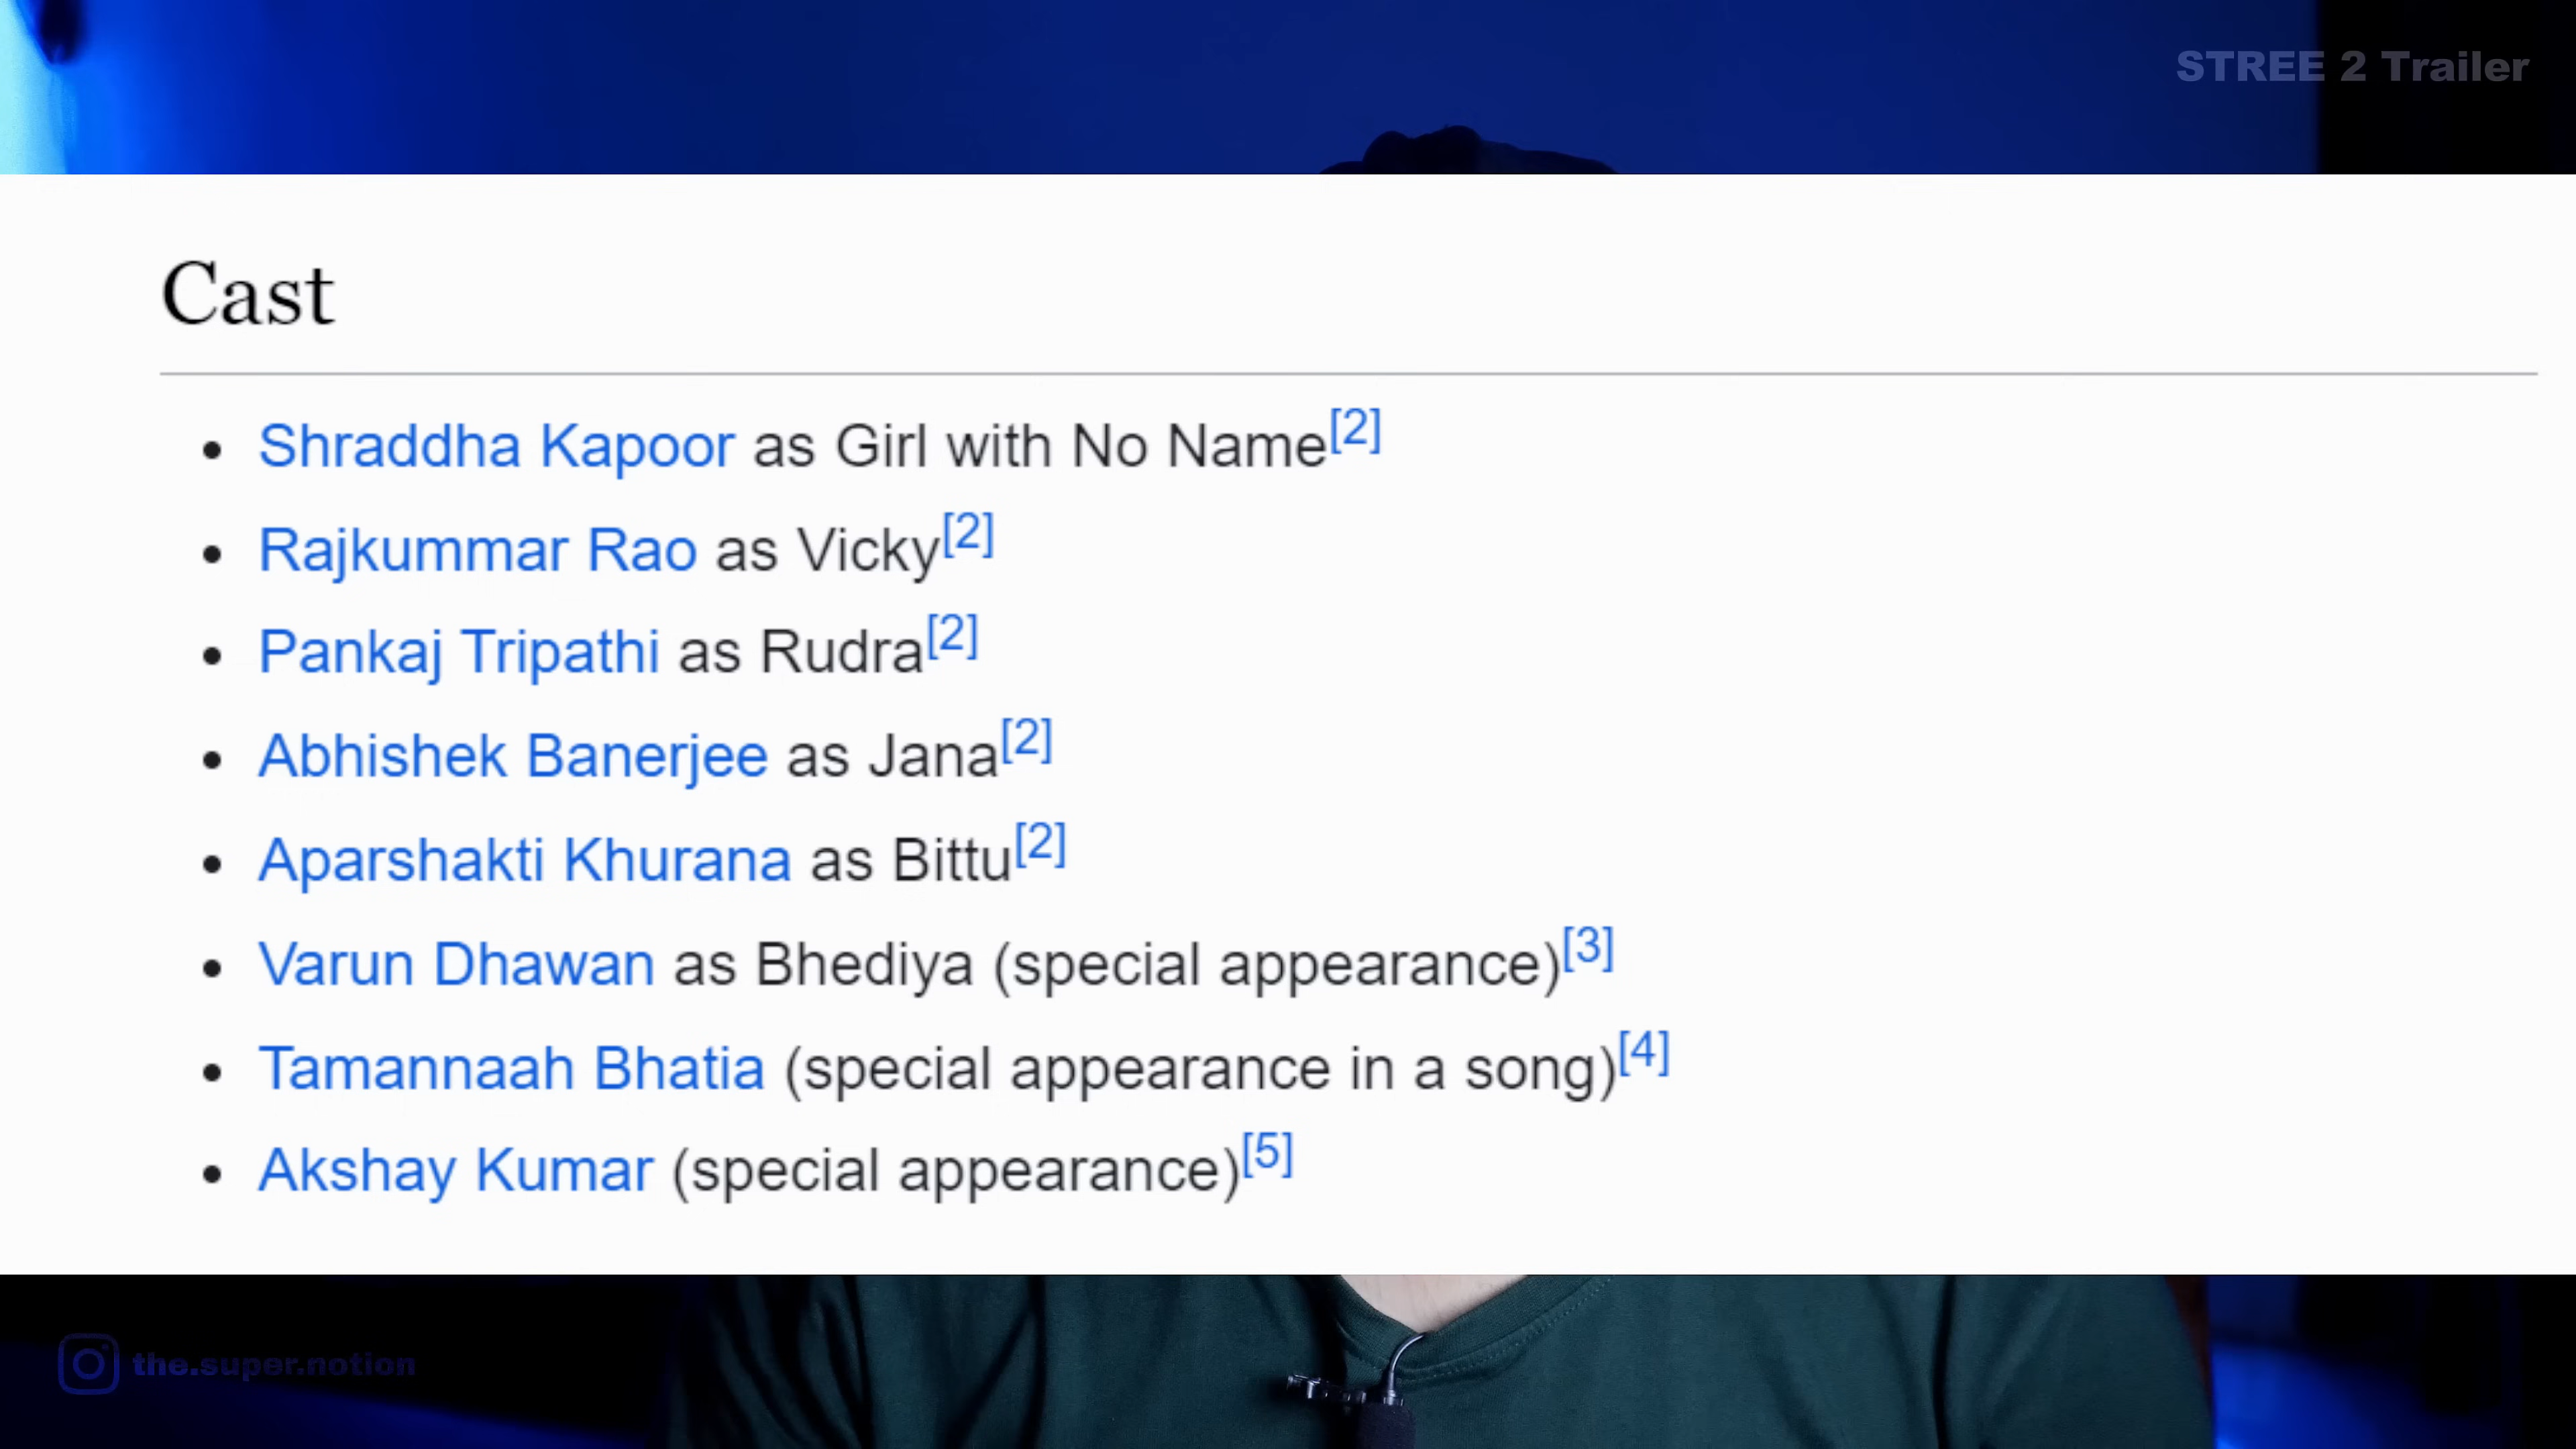 STREE 2 Trailer
Cast
Shraddha Kapoor as Girl with No Name[2]
Rajkummar Rao as Vicky[2]
Pankaj Tripathi as Rudra[2]
Abhishek Banerjee as Jana[2]
Aparshakti Khurana as Bittu[2]
Varun Dhawan as Bhediya (special appearance)[3]
Tamannaah Bhatia (special appearance in a song)[4]
Akshay Kumar (special appearance)[5]
the.super.notion